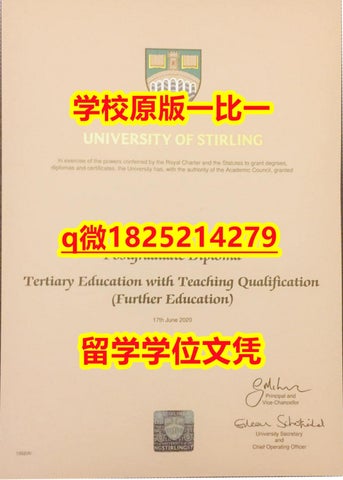 学校原版一比一
UNIVERSITY OF STIRLING
In exercise of the powers conferred by the Royal Charter and the Statutes to grant degrees,
diplomas and certificates, the University has, with the authority of the Academic Council, granted
q微1825214279
Postgraduate Diploma
Tertiary Education with Teaching Qualification
(Further Education)
17th June 2020
留学学位文凭
Principal and
Vice-Chancellor
STIRLING
University Secretary
and
Chief Operating Officer